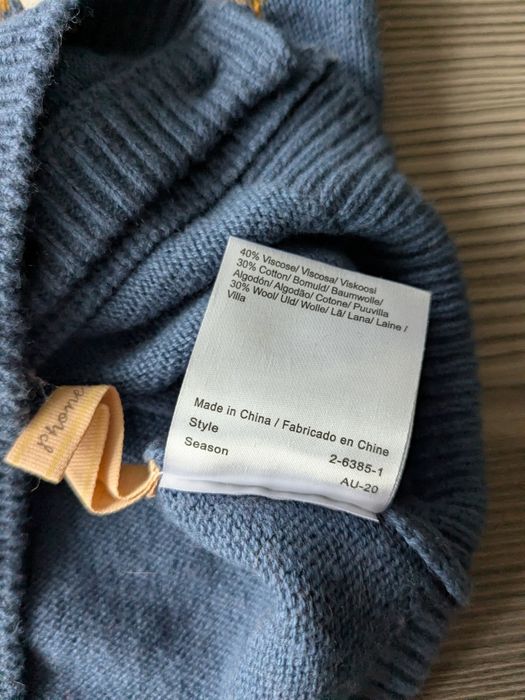 40% Viscose/ Viscosa/ Viskoosi
30% Cotton/ Bomuld/ Baumwolle/
Algodón/ Algodão/ Cotone/ Puuvilla
30% Wool/ Uld/ Wolle/ Lã/ Lana/ Laine /
Villa
Made in China / Fabricado en Chine
Style 2-6385-1
Season AU-20
phone